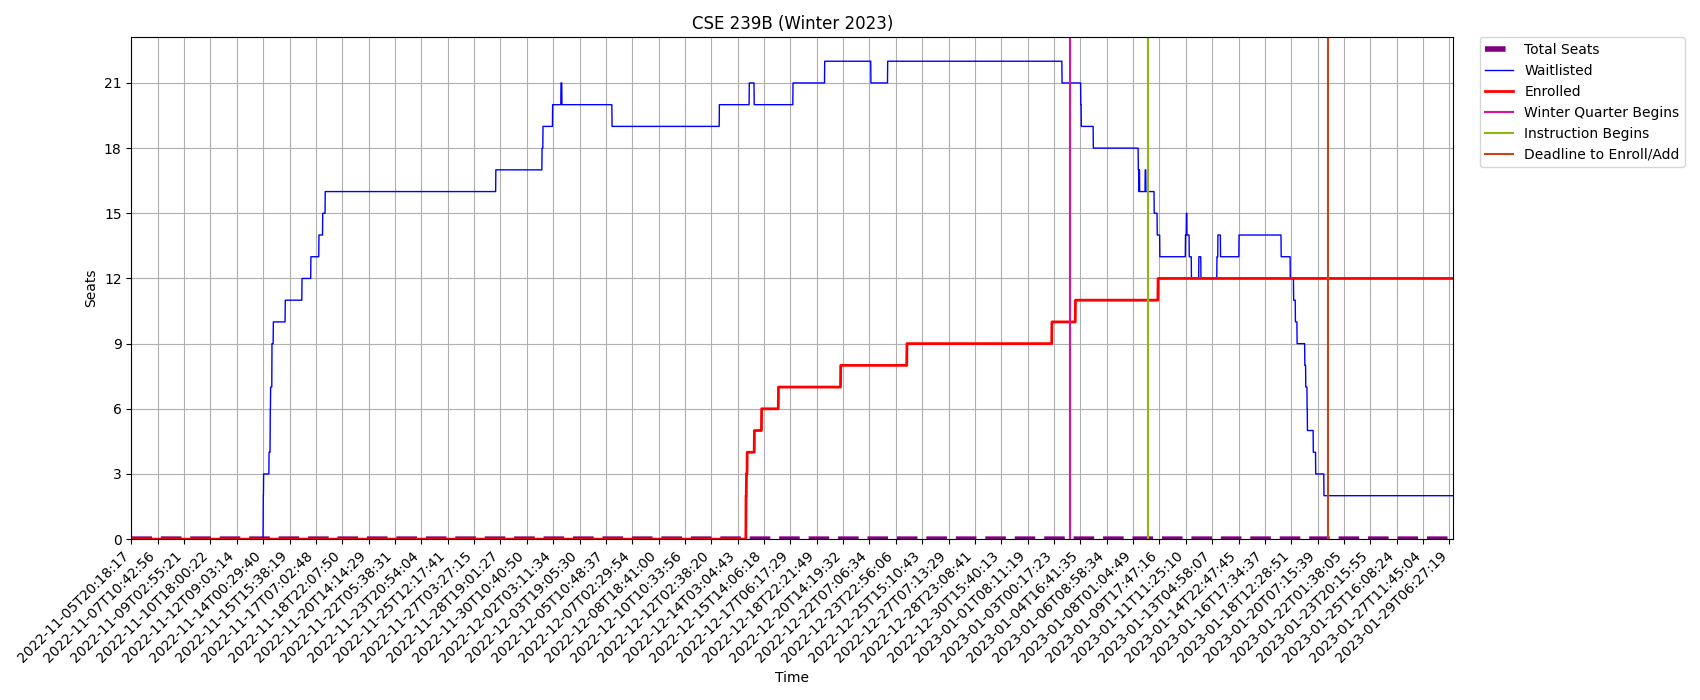 CSE 239B (Winter 2023)
Total Seats
Waitlisted
Enrolled
Winter Quarter Begins
Instruction Begins
Deadline to Enroll/Add
Seats
21
18
15
12
9
6
3
0
2022-11-05T20:18:17
2022-11-07T10:42:56
2022-11-09T02:55:21
2022-11-10T18:00:22
2022-11-12T09:03:14
2022-11-14T00:29:40
2022-11-15T15:38:19
2022-11-17T07:02:48
2022-11-18T22:07:50
2022-11-20T14:14:29
2022-11-22T05:38:31
2022-11-23T20:54:04
2022-11-25T12:17:41
2022-11-27T03:27:15
2022-11-28T19:01:27
2022-11-30T10:40:50
2022-12-02T03:11:34
2022-12-03T19:05:30
2022-12-05T10:48:37
2022-12-07T02:29:54
2022-12-08T18:41:00
2022-12-10T10:33:56
2022-12-12T02:38:20
2022-12-14T03:04:43
2022-12-15T14:06:18
2022-12-17T06:17:29
2022-12-18T22:21:49
2022-12-20T14:19:32
2022-12-22T07:06:34
2022-12-23T22:56:06
2022-12-25T15:10:43
2022-12-27T07:13:29
2022-12-28T23:08:41
2022-12-30T15:40:13
2023-01-01T08:11:19
2023-01-03T00:17:23
2023-01-04T16:41:35
2023-01-06T08:58:34
2023-01-08T01:04:49
2023-01-09T17:47:16
2023-01-11T11:25:10
2023-01-13T04:58:07
2023-01-14T22:47:45
2023-01-16T17:34:37
2023-01-18T12:28:51
2023-01-20T07:15:39
2023-01-22T01:38:05
2023-01-23T20:15:55
2023-01-25T16:08:24
2023-01-27T11:45:04
2023-01-29T06:27:19
Time